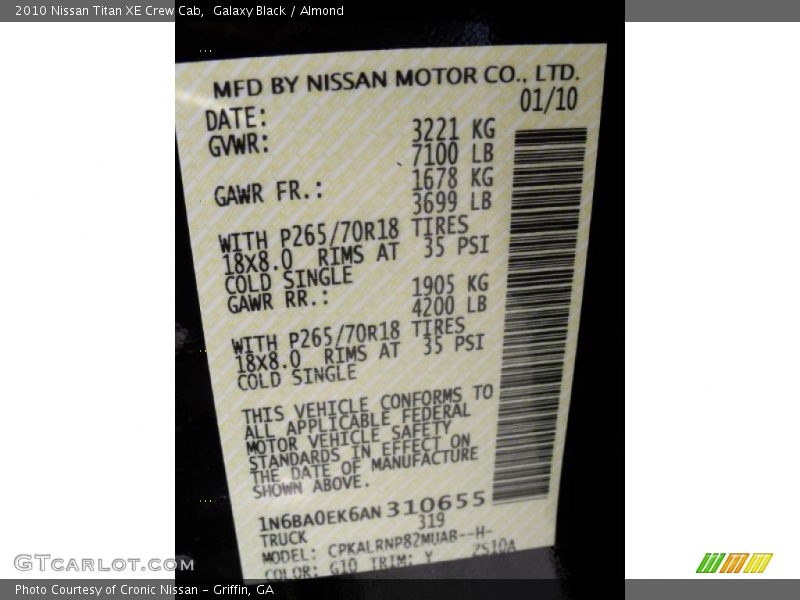 2010 Nissan Titan XE Crew Cab,  Galaxy Black / Almond
MFD BY NISSAN MOTOR CO., LTD.
DATE: 01/10
GVWR: 3221 KG
7100 LB
GAWR FR.: 1678 KG
3699 LB
WITH P265/70R18 TIRES
18X8.0 RIMS AT 35 PSI
COLD SINGLE
GAWR RR.: 1905 KG
4200 LB
WITH P265/70R18 TIRES
18X8.0 RIMS AT 35 PSI
COLD SINGLE
THIS VEHICLE CONFORMS TO
ALL APPLICABLE FEDERAL
MOTOR VEHICLE SAFETY
STANDARDS IN EFFECT ON
THE DATE OF MANUFACTURE
SHOWN ABOVE.
1N6BA0EK6AN310655
TRUCK 319
MODEL: CPKALRNP82MUAB--H-
COLOR: G10 TRIM: Y ZS10A
GTCARLOT.COM
Photo Courtesy of Cronic Nissan - Griffin, GA